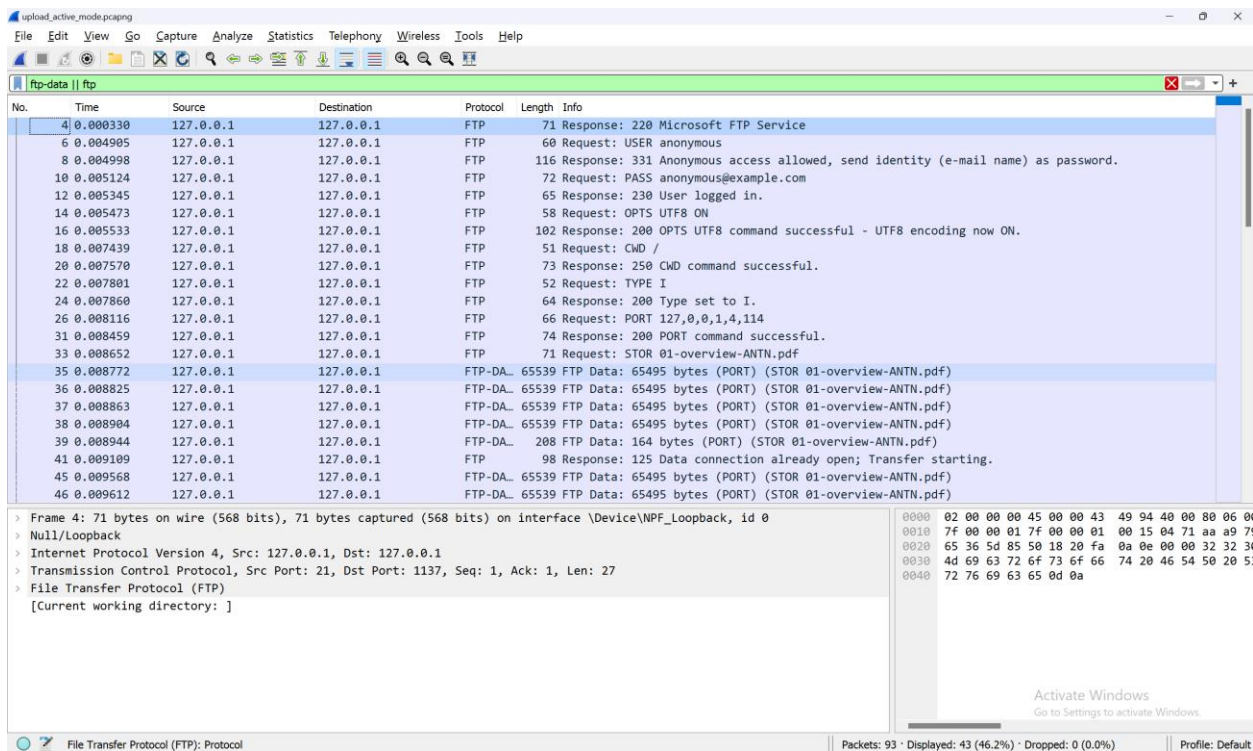 upload_active_mode.pcapng
File Edit View Go Capture Analyze Statistics Telephony Wireless Tools Help
ftp-data || ftp
No. Time Source Destination Protocol Length Info
4 0.000330 127.0.0.1 127.0.0.1 FTP 71 Response: 220 Microsoft FTP Service
6 0.004905 127.0.0.1 127.0.0.1 FTP 60 Request: USER anonymous
8 0.004998 127.0.0.1 127.0.0.1 FTP 116 Response: 331 Anonymous access allowed, send identity (e-mail name) as password.
10 0.005124 127.0.0.1 127.0.0.1 FTP 72 Request: PASS anonymous@example.com
12 0.005345 127.0.0.1 127.0.0.1 FTP 65 Response: 230 User logged in.
14 0.005473 127.0.0.1 127.0.0.1 FTP 58 Request: OPTS UTF8 ON
16 0.005533 127.0.0.1 127.0.0.1 FTP 102 Response: 200 OPTS UTF8 command successful - UTF8 encoding now ON.
18 0.007439 127.0.0.1 127.0.0.1 FTP 51 Request: CWD /
20 0.007570 127.0.0.1 127.0.0.1 FTP 73 Response: 250 CWD command successful.
22 0.007801 127.0.0.1 127.0.0.1 FTP 52 Request: TYPE I
24 0.007860 127.0.0.1 127.0.0.1 FTP 64 Response: 200 Type set to I.
26 0.008116 127.0.0.1 127.0.0.1 FTP 66 Request: PORT 127,0,0,1,4,114
31 0.008459 127.0.0.1 127.0.0.1 FTP 74 Response: 200 PORT command successful.
33 0.008652 127.0.0.1 127.0.0.1 FTP 71 Request: STOR 01-overview-ANTN.pdf
35 0.008772 127.0.0.1 127.0.0.1 FTP-DA… 65539 FTP Data: 65495 bytes (PORT) (STOR 01-overview-ANTN.pdf)
36 0.008825 127.0.0.1 127.0.0.1 FTP-DA… 65539 FTP Data: 65495 bytes (PORT) (STOR 01-overview-ANTN.pdf)
37 0.008863 127.0.0.1 127.0.0.1 FTP-DA… 65539 FTP Data: 65495 bytes (PORT) (STOR 01-overview-ANTN.pdf)
38 0.008904 127.0.0.1 127.0.0.1 FTP-DA… 65539 FTP Data: 65495 bytes (PORT) (STOR 01-overview-ANTN.pdf)
39 0.008944 127.0.0.1 127.0.0.1 FTP-DA… 208 FTP Data: 164 bytes (PORT) (STOR 01-overview-ANTN.pdf)
41 0.009109 127.0.0.1 127.0.0.1 FTP 98 Response: 125 Data connection already open; Transfer starting.
45 0.009568 127.0.0.1 127.0.0.1 FTP-DA… 65539 FTP Data: 65495 bytes (PORT) (STOR 01-overview-ANTN.pdf)
46 0.009612 127.0.0.1 127.0.0.1 FTP-DA… 65539 FTP Data: 65495 bytes (PORT) (STOR 01-overview-ANTN.pdf)
Frame 4: 71 bytes on wire (568 bits), 71 bytes captured (568 bits) on interface \Device\NPF_Loopback, id 0
Null/Loopback
Internet Protocol Version 4, Src: 127.0.0.1, Dst: 127.0.0.1
Transmission Control Protocol, Src Port: 21, Dst Port: 1137, Seq: 1, Ack: 1, Len: 27
File Transfer Protocol (FTP)
[Current working directory: ]
0000 02 00 00 00 45 00 00 43 49 94 40 00 80 06 00
0010 7f 00 00 01 7f 00 00 01 00 15 04 71 aa a9 79
0020 65 36 5d 85 50 18 20 fa 0a 0e 00 00 32 32 30
0030 4d 69 63 72 6f 73 6f 66 74 20 46 54 50 20 53
0040 72 76 69 63 65 0d 0a
Activate Windows
Go to Settings to activate Windows.
File Transfer Protocol (FTP): Protocol
Packets: 93 · Displayed: 43 (46.2%) · Dropped: 0 (0.0%)
Profile: Default